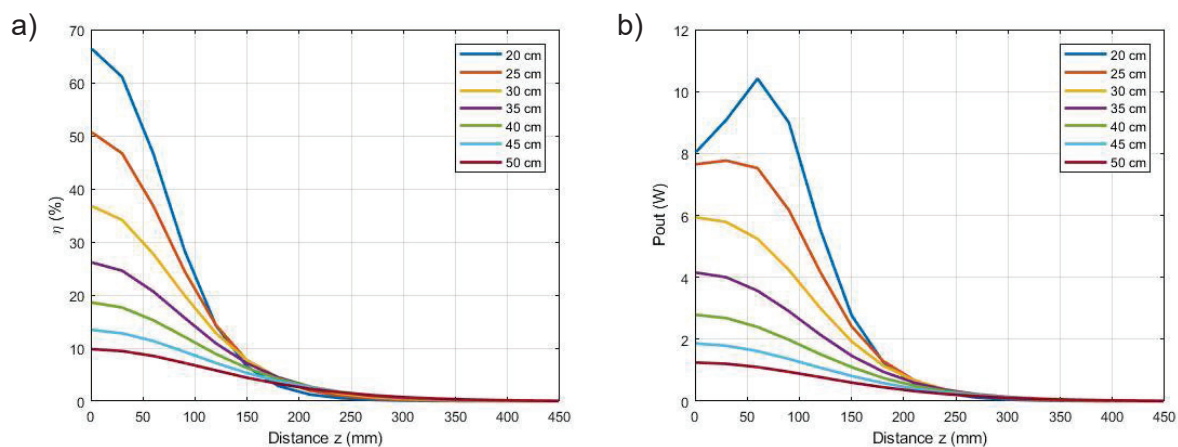 a)
70
60
50
40
30
20
10
0
η (%)
0 50 100 150 200 250 300 350 400 450
Distance z (mm)
20 cm
25 cm
30 cm
35 cm
40 cm
45 cm
50 cm
b)
12
10
8
6
4
2
0
Pout (W)
0 50 100 150 200 250 300 350 400 450
Distance z (mm)
20 cm
25 cm
30 cm
35 cm
40 cm
45 cm
50 cm